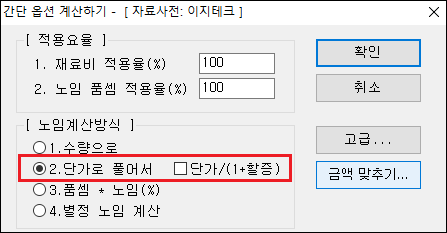 간단 옵션 계산하기 - [ 자료사전: 이지테크 ]
[ 적용요율 ]
1. 재료비 적용율(%) 100
2. 노임 품셈 적용율(%) 100
확인
취소
[ 노임계산방식 ]
1.수량으로
2.단가로 풀어서 단가/(1+할증)
3.품셈 * 노임(%)
4.별정 노임 계산
고급...
금액 맞추기...